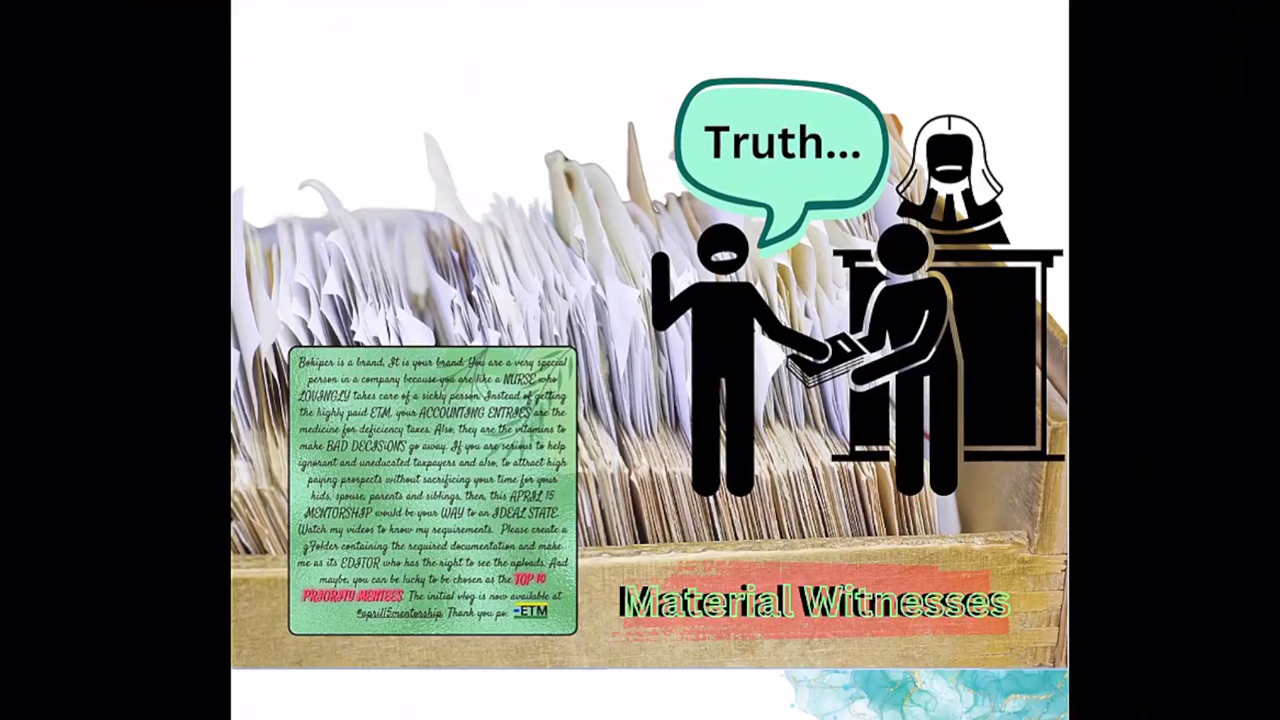 Truth...
Bokiper is a brand. It is your brand. You are a very special
person in a company because you are like a NURSE who
LOVINGLY takes care of a sickly person. Instead of getting
the highly paid ETM, your ACCOUNTING ENTRIES are the
medicine for deficiency taxes. Also, they are the vitamins to
make BAD DECISIONS go away. If you are serious to help
ignorant and uneducated taxpayers and also, to attract high
paying prospects without sacrificing your time for your
kids, spouse, parents and siblings, then, this APRIL 15
MENTORSHIP would be your WAY to an IDEAL STATE.
Watch my videos to know my requirements. Please create a
gFolder containing the required documentation and make
me as its EDITOR who has the right to see the uploads. And
maybe, you can be lucky to be chosen as the TOP 10
PRIORITY MENTEES. The initial vlog is now available at
#april15mentorship. Thank you po. =ETM
Material Witnesses